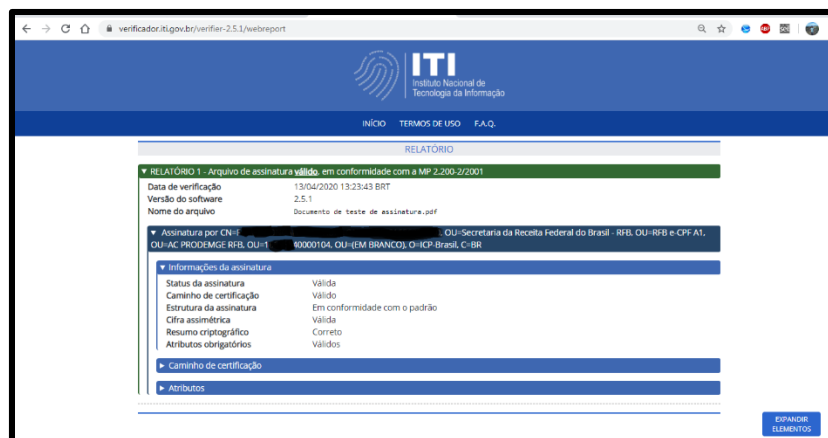 verificador.iti.gov.br/verifier-2.5.1/webreport
ITI
Instituto Nacional de
Tecnologia da Informação
INÍCIO TERMOS DE USO F.A.Q.
RELATÓRIO
▼ RELATÓRIO 1 - Arquivo de assinatura válido, em conformidade com a MP 2.200-2/2001
Data de verificação 13/04/2020 13:23:43 BRT
Versão do software 2.5.1
Nome do arquivo Documento de teste de assinatura.pdf
▼ Assinatura por CN= , OU=Secretaria da Receita Federal do Brasil - RFB, OU=RFB e-CPF A1,
OU=AC PRODEMGE RFB, OU=1 40000104, OU=(EM BRANCO), O=ICP-Brasil, C=BR
▼ Informações da assinatura
Status da assinatura Válida
Caminho de certificação Válido
Estrutura da assinatura Em conformidade com o padrão
Cifra assimétrica Válida
Resumo criptográfico Correto
Atributos obrigatórios Válidos
► Caminho de certificação
► Atributos
EXPANDIR
ELEMENTOS